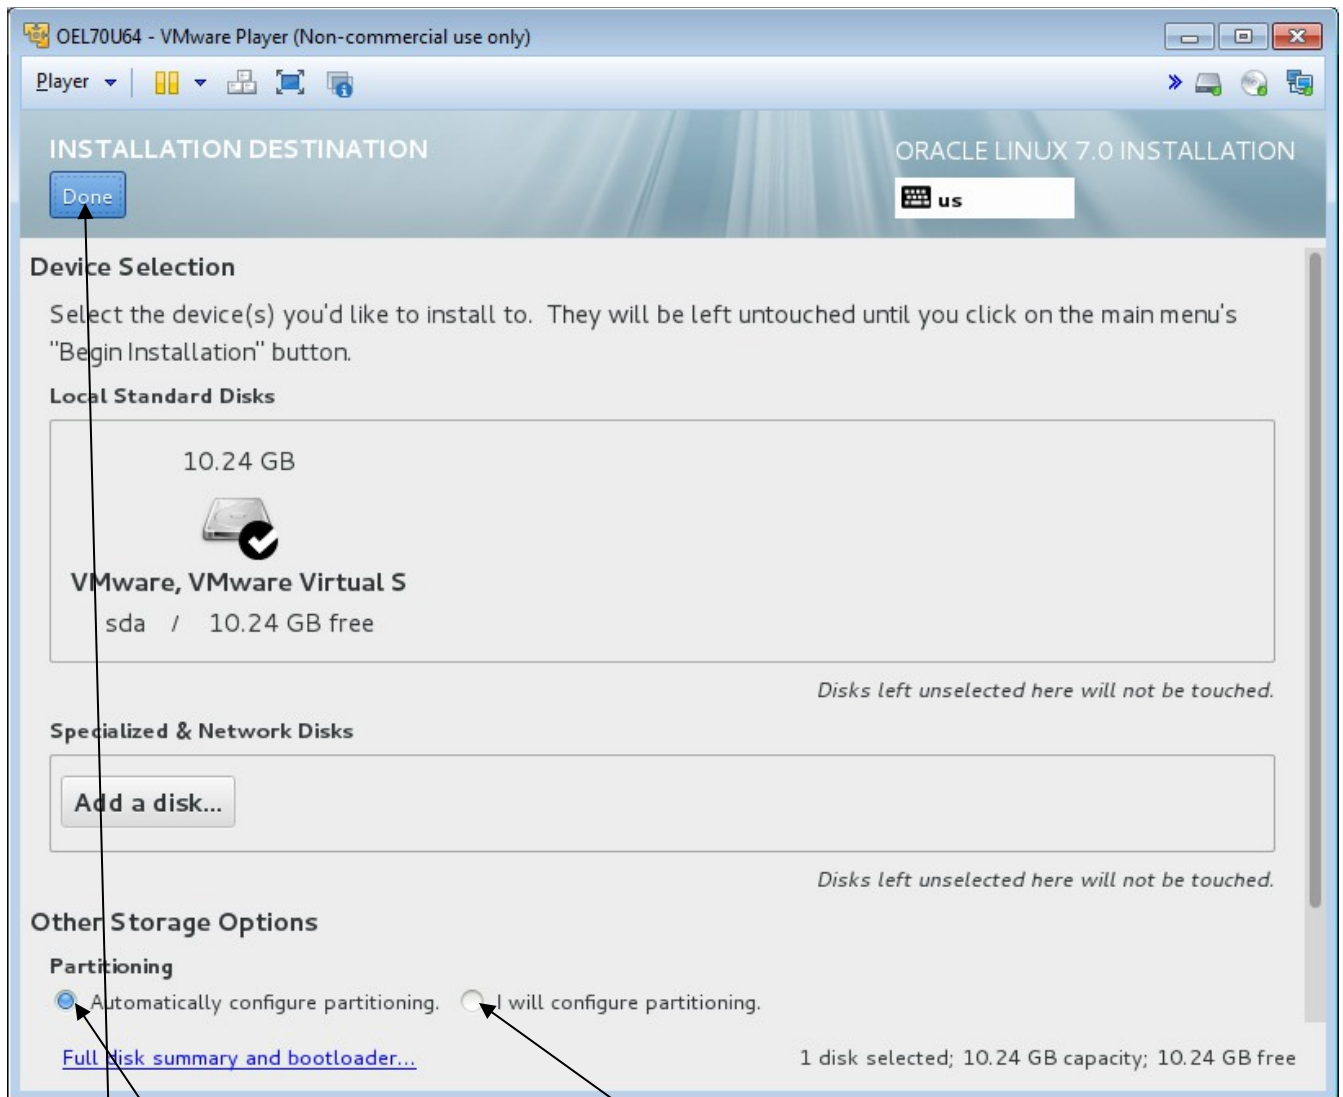 OEL70U64 - VMware Player (Non-commercial use only)
Player
INSTALLATION DESTINATION
ORACLE LINUX 7.0 INSTALLATION
Done
us
Device Selection
Select the device(s) you'd like to install to. They will be left untouched until you click on the main menu's
"Begin Installation" button.
Local Standard Disks
10.24 GB
VMware, VMware Virtual S
sda / 10.24 GB free
Disks left unselected here will not be touched.
Specialized & Network Disks
Add a disk...
Disks left unselected here will not be touched.
Other Storage Options
Partitioning
Automatically configure partitioning. I will configure partitioning.
Full disk summary and bootloader... 1 disk selected; 10.24 GB capacity; 10.24 GB free